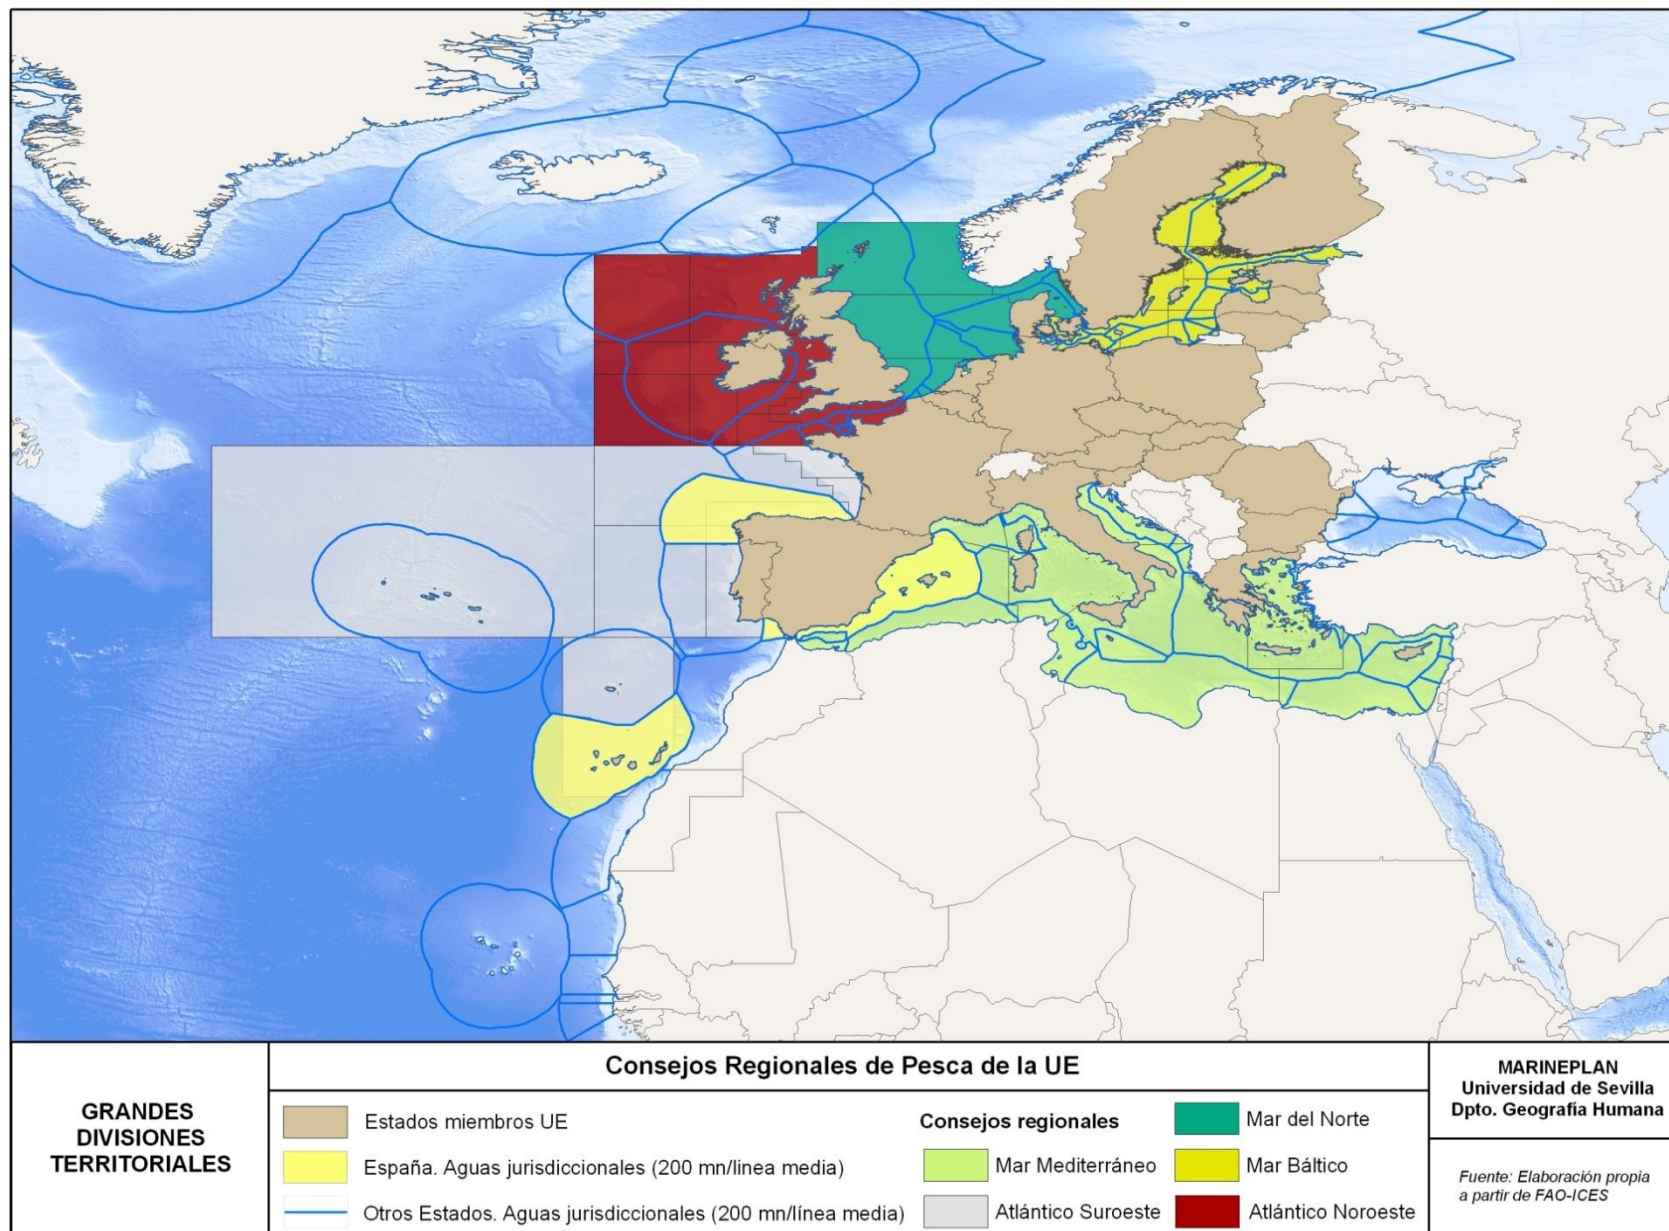 GRANDES
DIVISIONES
TERRITORIALES
Consejos Regionales de Pesca de la UE
Estados miembros UE
España. Aguas jurisdiccionales (200 mn/linea media)
Otros Estados. Aguas jurisdiccionales (200 mn/línea media)
Consejos regionales
Mar Mediterráneo
Atlántico Suroeste
Mar del Norte
Mar Báltico
Atlántico Noroeste
MARINEPLAN
Universidad de Sevilla
Dpto. Geografía Humana
Fuente: Elaboración propia
a partir de FAO-ICES